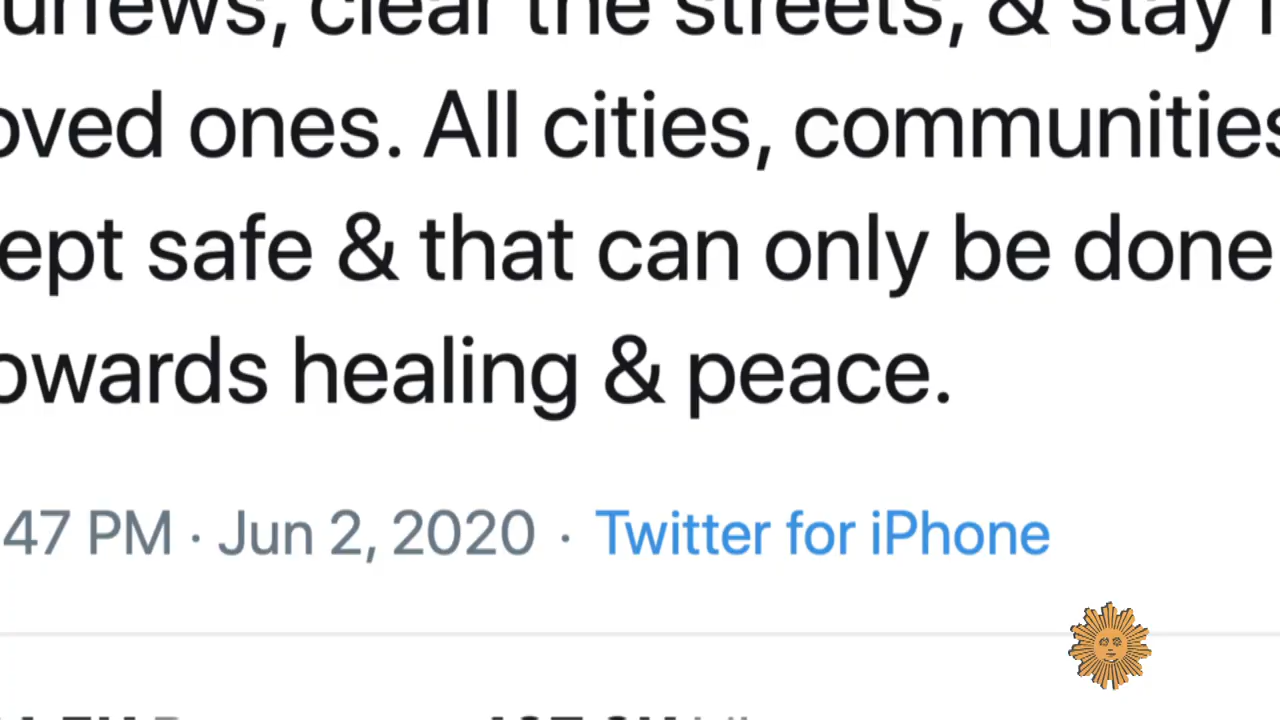 urfews, clear the streets, & stay
oved ones. All cities, communities
ept safe & that can only be done
owards healing & peace.
47 PM · Jun 2, 2020 · Twitter for iPhone